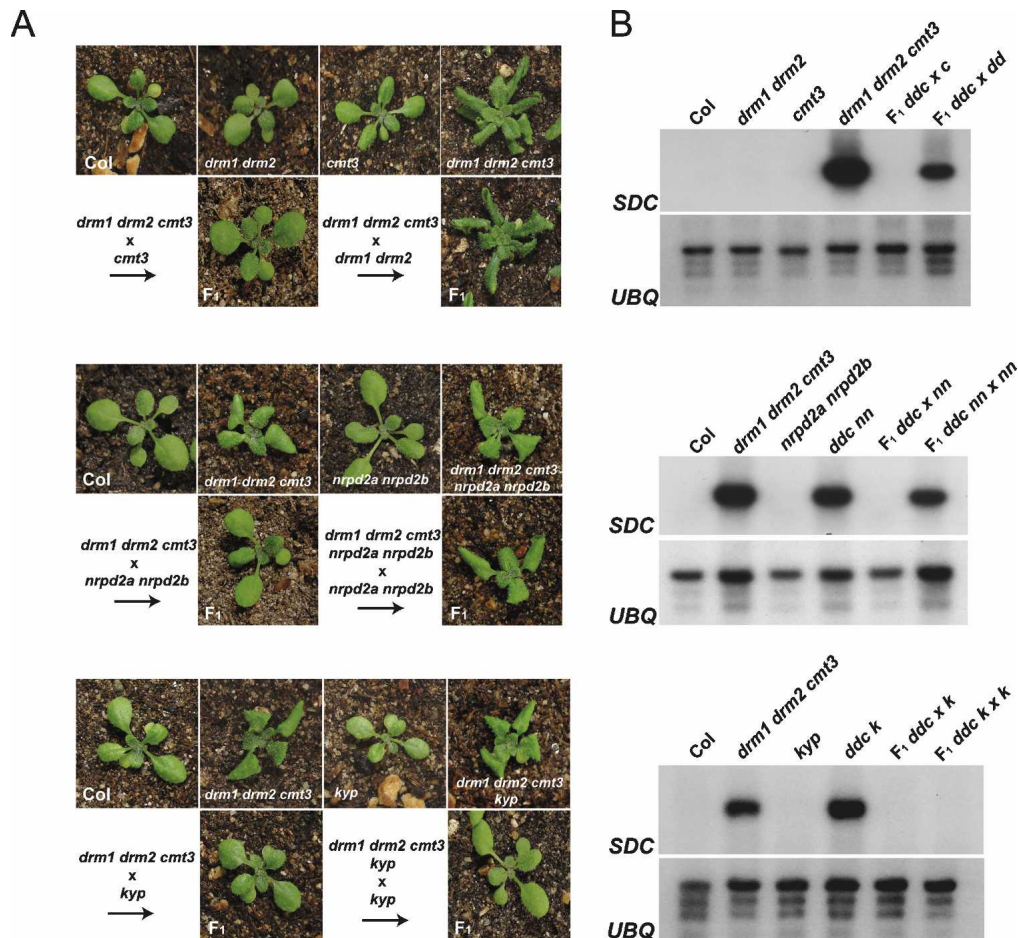 A
B
Col
drm1 drm2
cmt3
drm1 drm2 cmt3
drm1 drm2 cmt3
x
cmt3
F1
drm1 drm2 cmt3
x
drm1 drm2
F1
Col
drm1 drm2
cmt3
drm1 drm2 cmt3
F1 ddc x c
F1 ddc x dd
SDC
UBQ
Col
drm1 drm2 cmt3
nrpd2a nrpd2b
drm1 drm2 cmt3
nrpd2a nrpd2b
drm1 drm2 cmt3
x
nrpd2a nrpd2b
F1
drm1 drm2 cmt3
nrpd2a nrpd2b
x
nrpd2a nrpd2b
F1
Col
drm1 drm2 cmt3
nrpd2a nrpd2b
ddc nn
F1 ddc x nn
F1 ddc nn x nn
SDC
UBQ
Col
drm1 drm2 cmt3
kyp
drm1 drm2 cmt3
kyp
drm1 drm2 cmt3
x
kyp
F1
drm1 drm2 cmt3
kyp
x
kyp
F1
Col
drm1 drm2 cmt3
kyp
ddc k
F1 ddc x k
F1 ddc k x k
SDC
UBQ